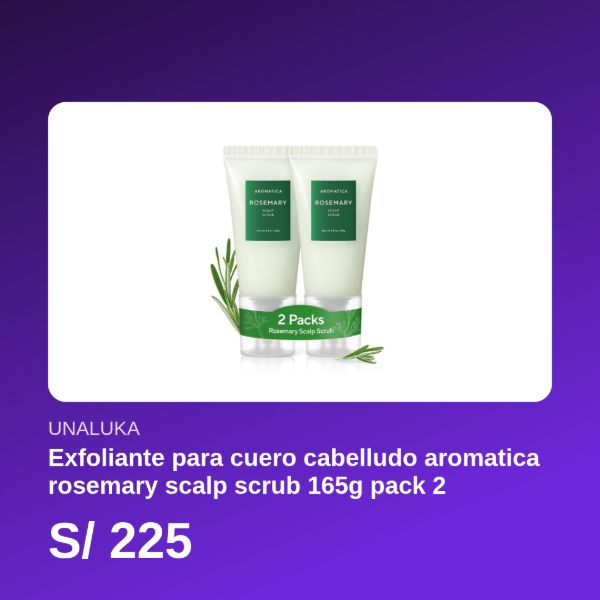 AROMATICA
ROSEMARY
SCALP
SCRUB
AROMATICA
ROSEMARY
SCALP
SCRUB
2 Packs
Rosemary Scalp Scrub
UNALUKA
Exfoliante para cuero cabelludo aromatica
rosemary scalp scrub 165g pack 2
S/ 225